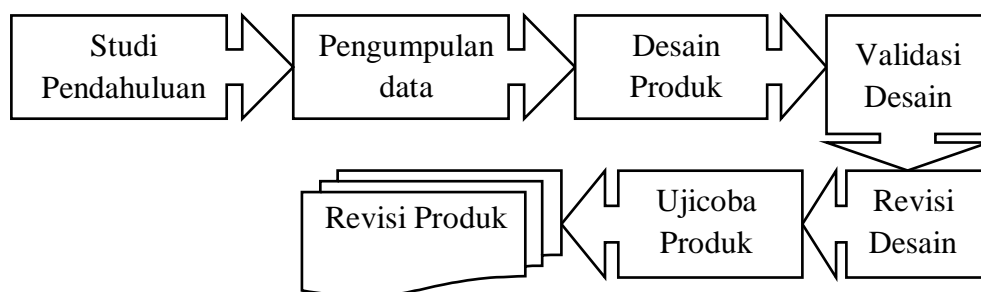 Studi
Pendahuluan
Pengumpulan
data
Desain
Produk
Validasi
Desain
Revisi
Desain
Ujicoba
Produk
Revisi Produk